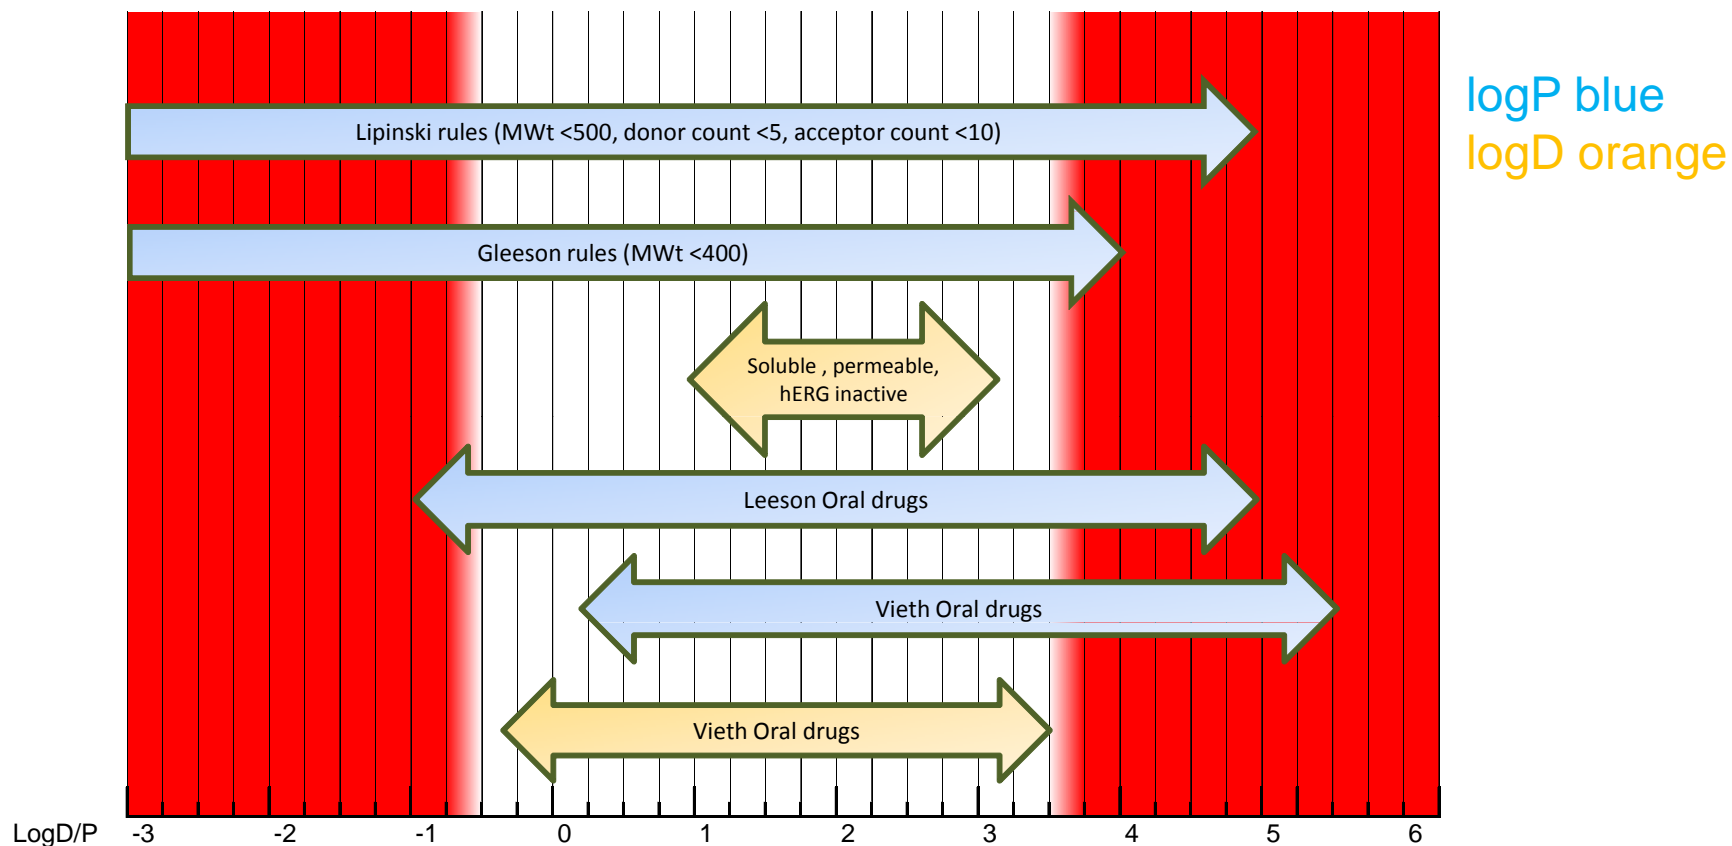 logP blue
logD orange
Lipinski rules (MWt <500, donor count <5, acceptor count <10)
Gleeson rules (MWt <400)
Soluble , permeable,
hERG inactive
Leeson Oral drugs
Vieth Oral drugs
Vieth Oral drugs
LogD/P -3 -2 -1 0 1 2 3 4 5 6